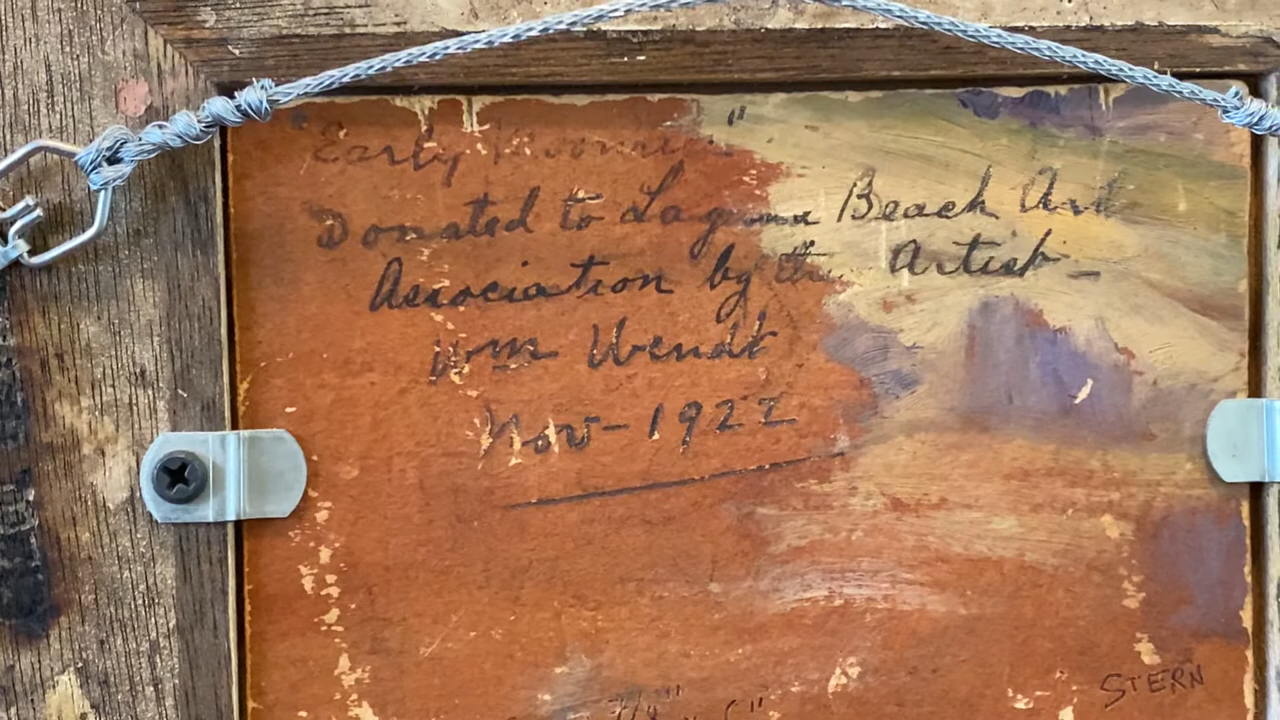 "Early Morning"
Donated to Laguna Beach Art
Association by the Artist -
Wm Wendt
Nov - 1922
STERN